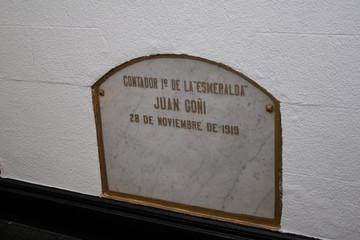 CONTADOR 1º DE LA "ESMERALDA"
JUAN GOÑI
28 DE NOVIEMBRE DE 1919